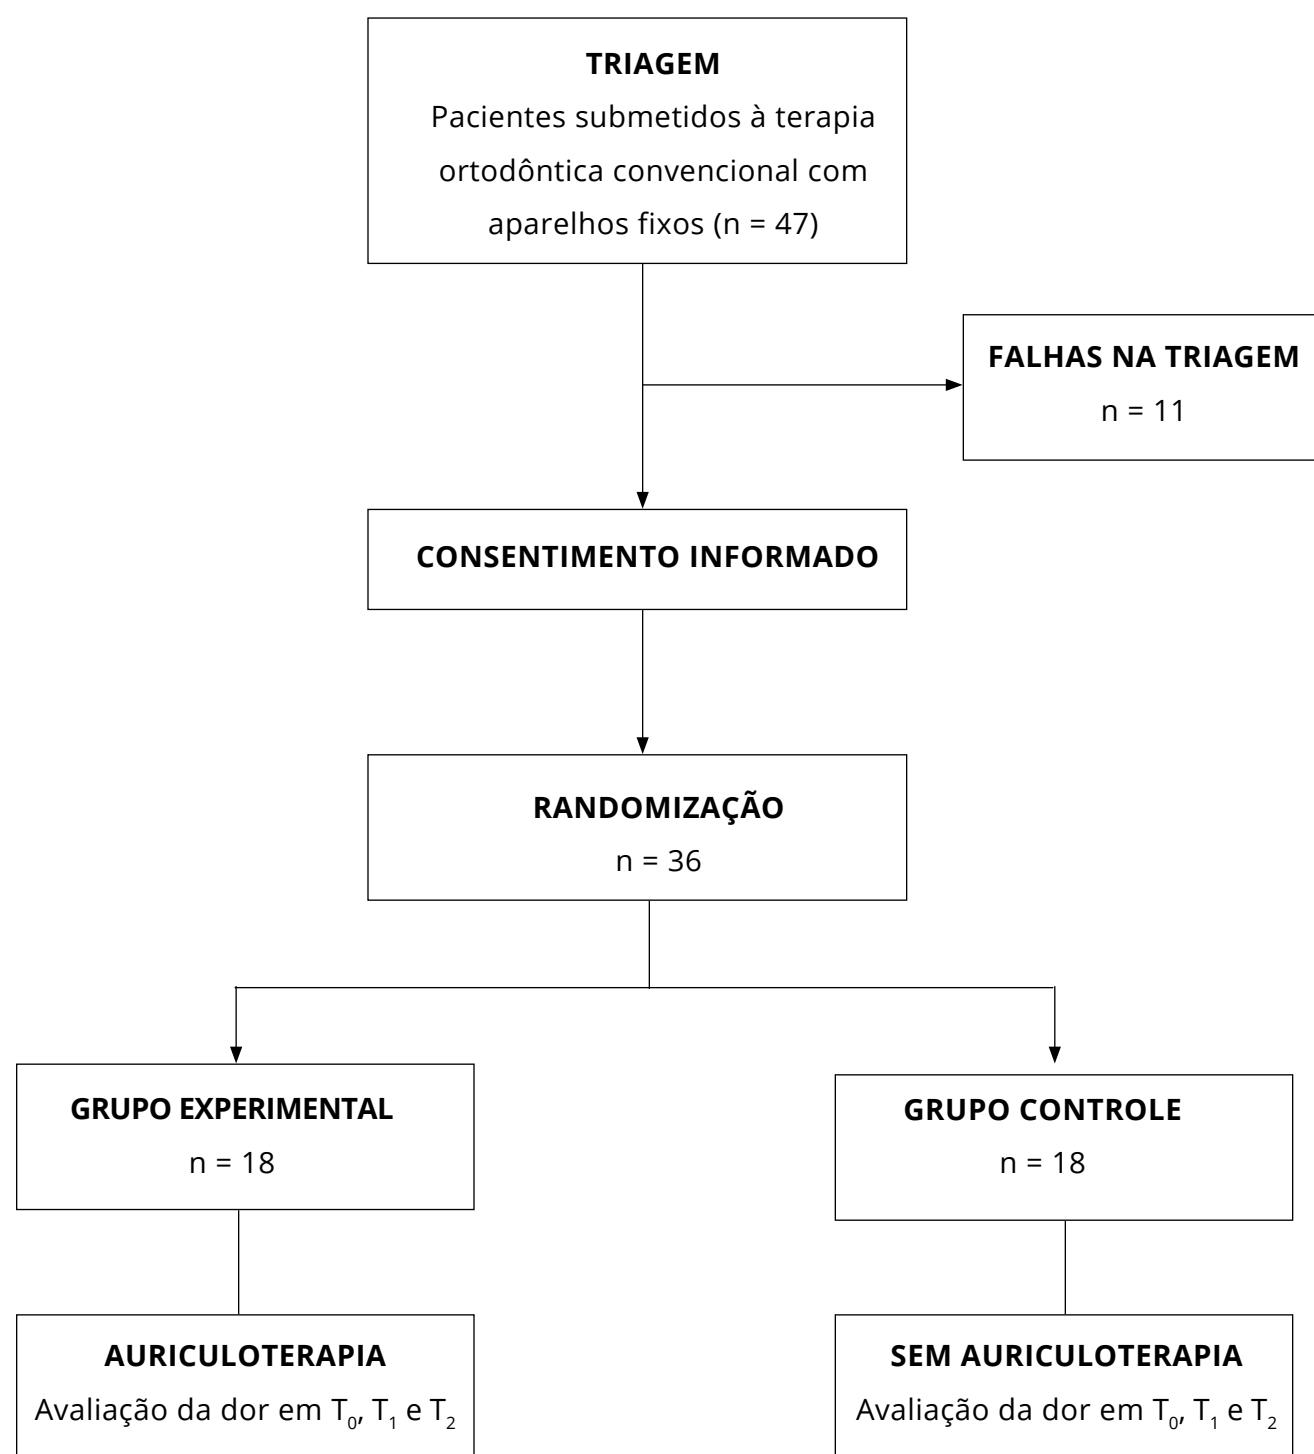 TRIAGEM
Pacientes submetidos à terapia
ortodôntica convencional com
aparelhos fixos (n = 47)
FALHAS NA TRIAGEM
n = 11
CONSENTIMENTO INFORMADO
RANDOMIZAÇÃO
n = 36
GRUPO EXPERIMENTAL
n = 18
GRUPO CONTROLE
n = 18
AURICULOTERAPIA
Avaliação da dor em T₀, T₁ e T₂
SEM AURICULOTERAPIA
Avaliação da dor em T₀, T₁ e T₂